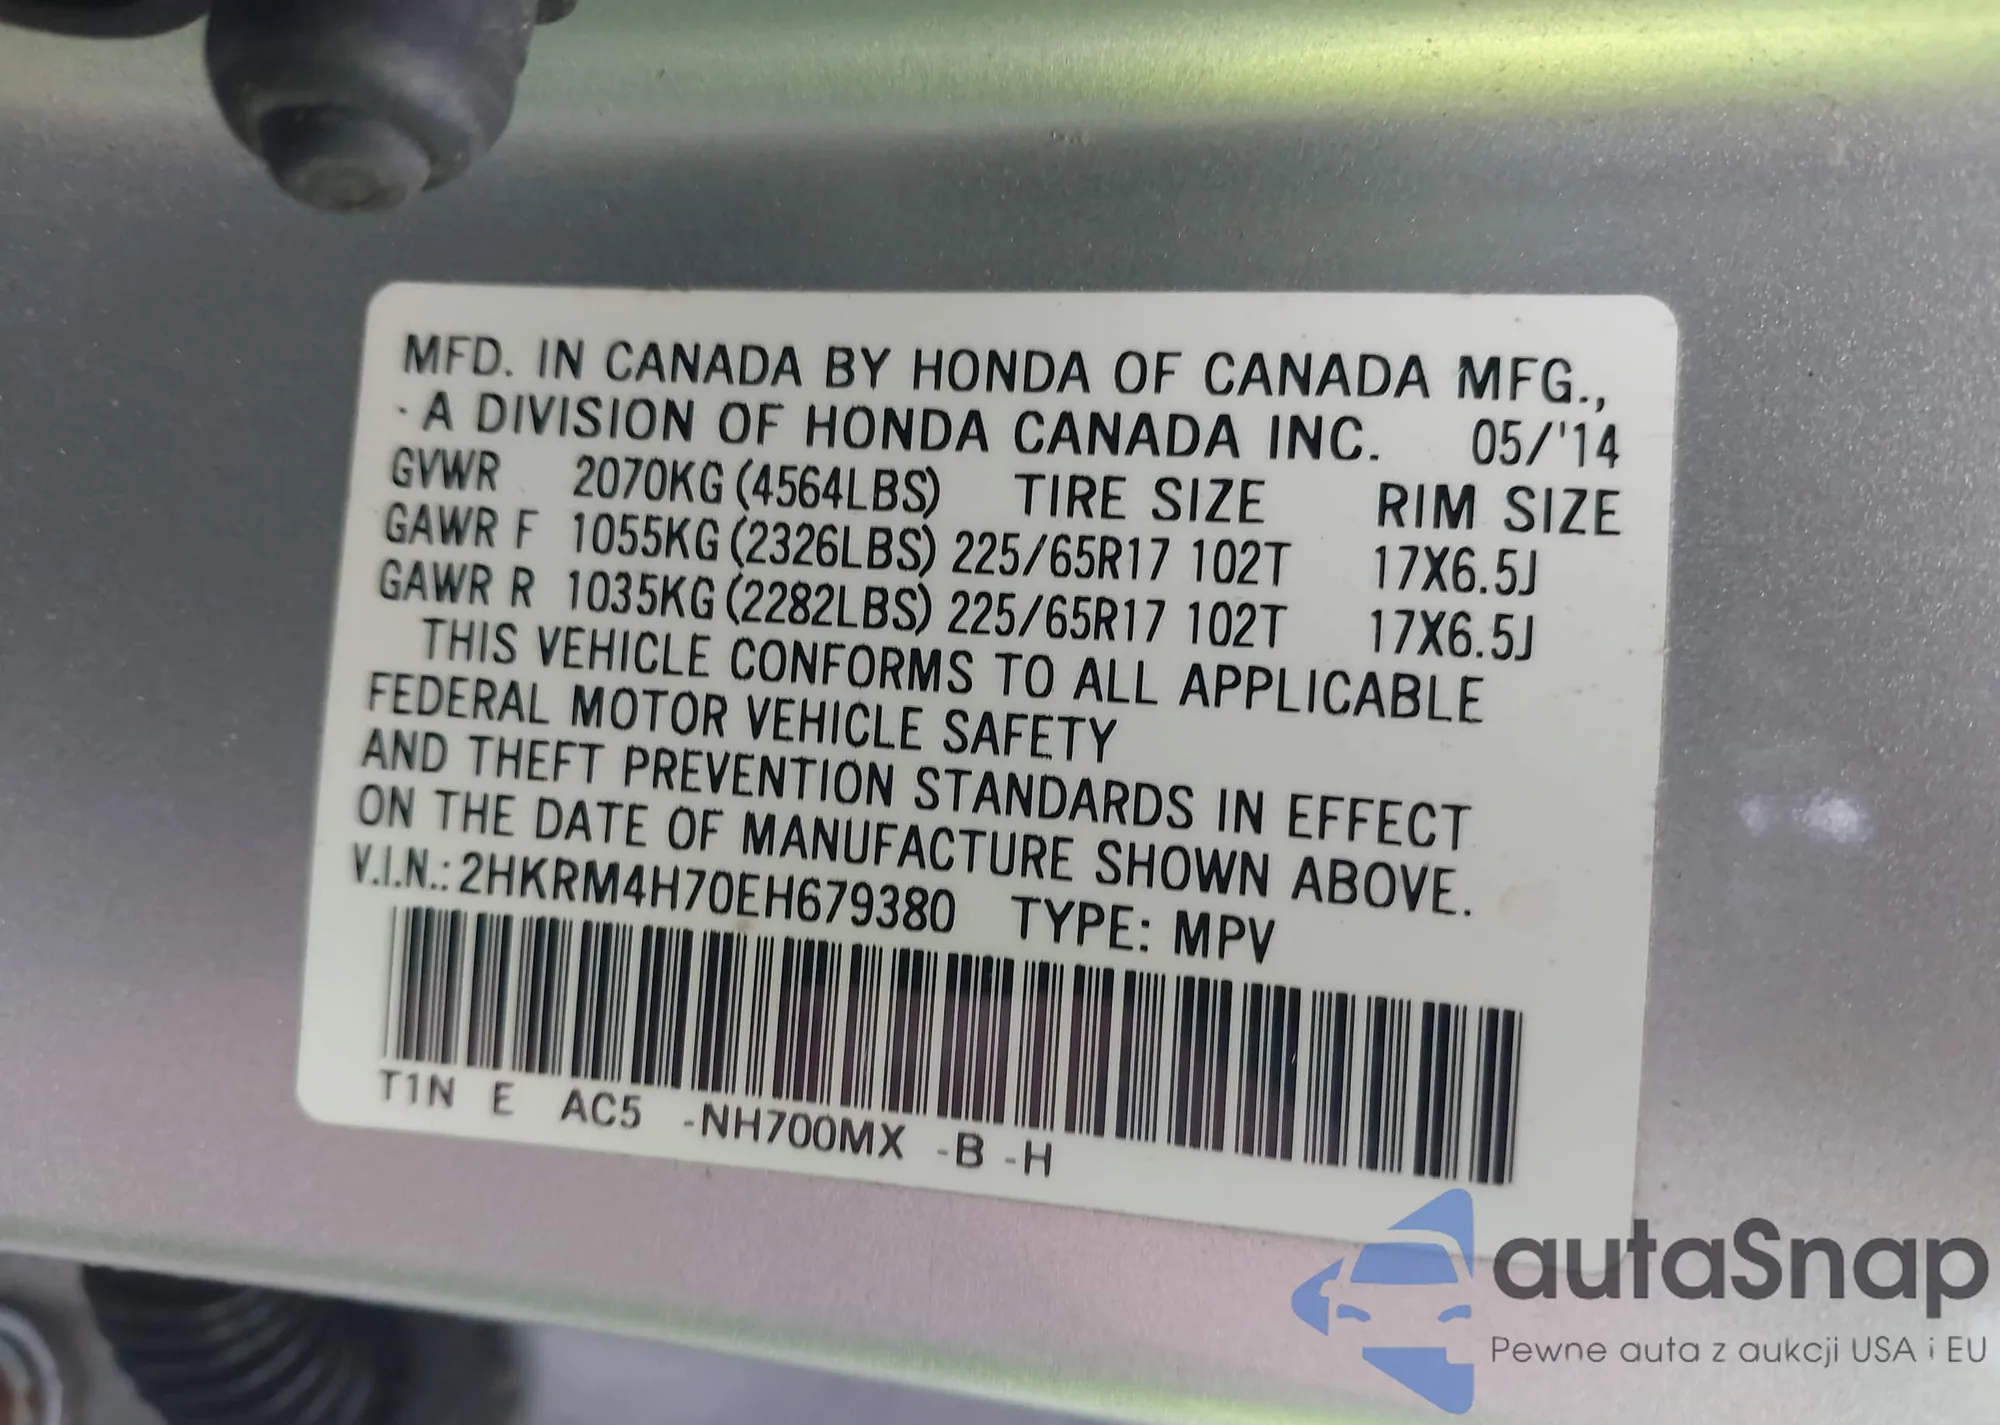 MFD. IN CANADA BY HONDA OF CANADA MFG.,
A DIVISION OF HONDA CANADA INC. 05/'14
GVWR 2070KG (4564LBS) TIRE SIZE RIM SIZE
GAWR F 1055KG (2326LBS) 225/65R17 102T 17X6.5J
GAWR R 1035KG (2282LBS) 225/65R17 102T 17X6.5J
THIS VEHICLE CONFORMS TO ALL APPLICABLE
FEDERAL MOTOR VEHICLE SAFETY
AND THEFT PREVENTION STANDARDS IN EFFECT
ON THE DATE OF MANUFACTURE SHOWN ABOVE.
V.I.N.: 2HKRM4H70EH679380 TYPE: MPV
T1N E AC5 -NH700MX -B -H
autaSnap
Pewne auta z aukcji USA i EU